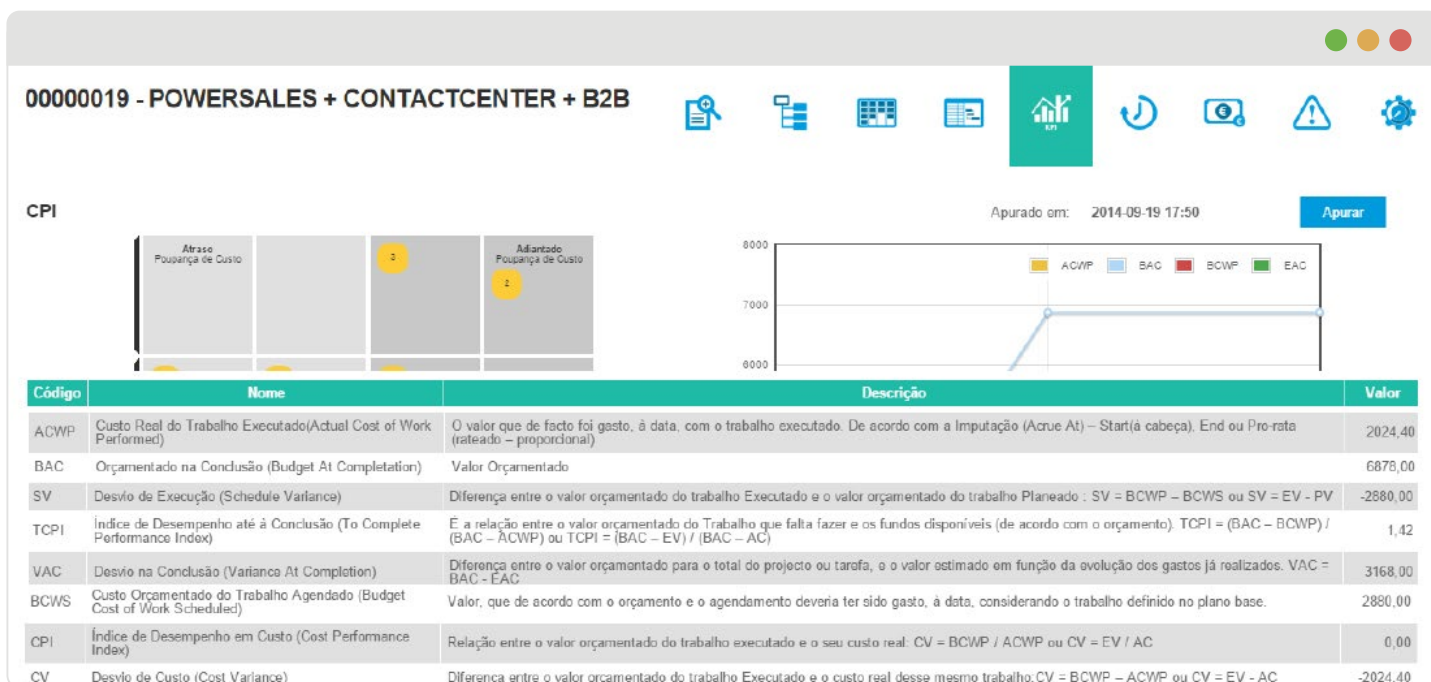 00000019 - POWERSALES + CONTACTCENTER + B2B
KPI
CPI
Apurado em: 2014-09-19 17:50
Apurar
Atraso
Poupança de Custo
3
Adiantado
Poupança de Custo
2
8000
7000
6000
ACWP BAC BCWP EAC
Código Nome Descrição Valor
ACWP Custo Real do Trabalho Executado(Actual Cost of Work Performed) O valor que de facto foi gasto, à data, com o trabalho executado. De acordo com a Imputação (Acrue At) – Start(à cabeça), End ou Pro-rata (rateado – proporcional) 2024,40
BAC Orçamentado na Conclusão (Budget At Completation) Valor Orçamentado 6878,00
SV Desvio de Execução (Schedule Variance) Diferença entre o valor orçamentado do trabalho Executado e o valor orçamentado do trabalho Planeado : SV = BCWP – BCWS ou SV = EV - PV -2880,00
TCPI Índice de Desempenho até à Conclusão (To Complete Performance Index) É a relação entre o valor orçamentado do Trabalho que falta fazer e os fundos disponíveis (de acordo com o orçamento). TCPI = (BAC – BCWP) / (BAC – ACWP) ou TCPI = (BAC – EV) / (BAC – AC) 1,42
VAC Desvio na Conclusão (Variance At Completion) Diferença entre o valor orçamentado para o total do projecto ou tarefa, e o valor estimado em função da evolução dos gastos já realizados. VAC = BAC - EAC 3168,00
BCWS Custo Orçamentado do Trabalho Agendado (Budget Cost of Work Scheduled) Valor, que de acordo com o orçamento e o agendamento deveria ter sido gasto, à data, considerando o trabalho definido no plano base. 2880,00
CPI Índice de Desempenho em Custo (Cost Performance Index) Relação entre o valor orçamentado do trabalho executado e o seu custo real: CV = BCWP / ACWP ou CV = EV / AC 0,00
CV Desvio de Custo (Cost Variance) Diferença entre o valor orçamentado do trabalho Executado e o custo real desse mesmo trabalho:CV = BCWP – ACWP ou CV = EV - AC -2024,40